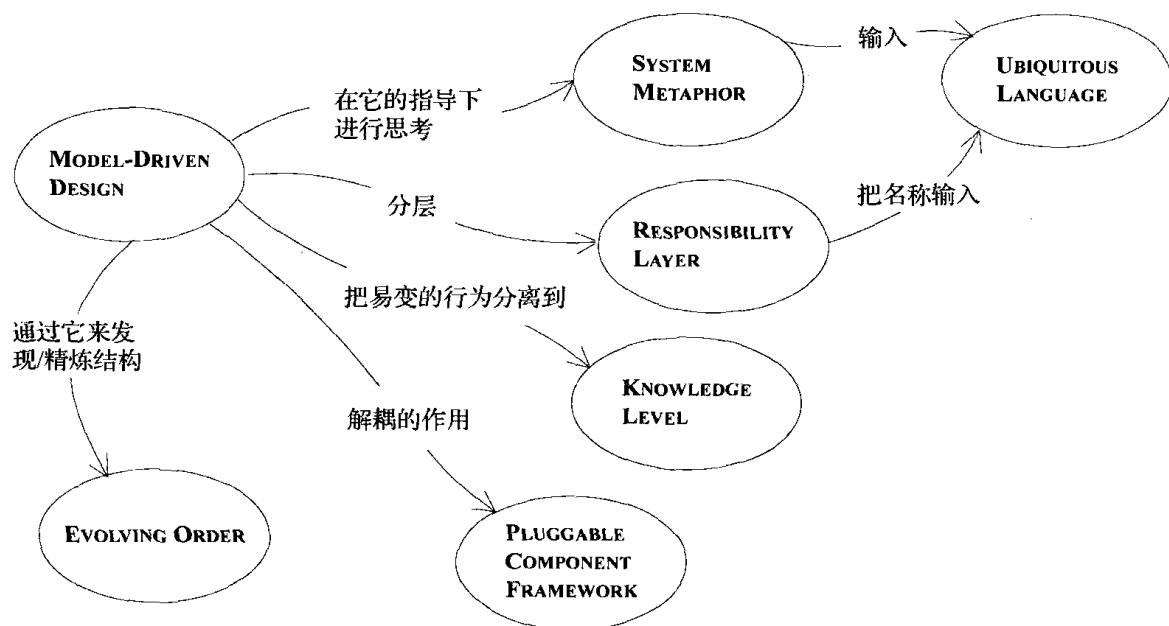 SYSTEM
METAPHOR
输入
UBIQUITOUS
LANGUAGE
在它的指导下
进行思考
MODEL-DRIVEN
DESIGN
分层
把名称输入
RESPONSIBILITY
LAYER
把易变的行为分离到
通过它来发
现/精炼结构
KNOWLEDGE
LEVEL
解耦的作用
EVOLVING ORDER
PLUGGABLE
COMPONENT
FRAMEWORK